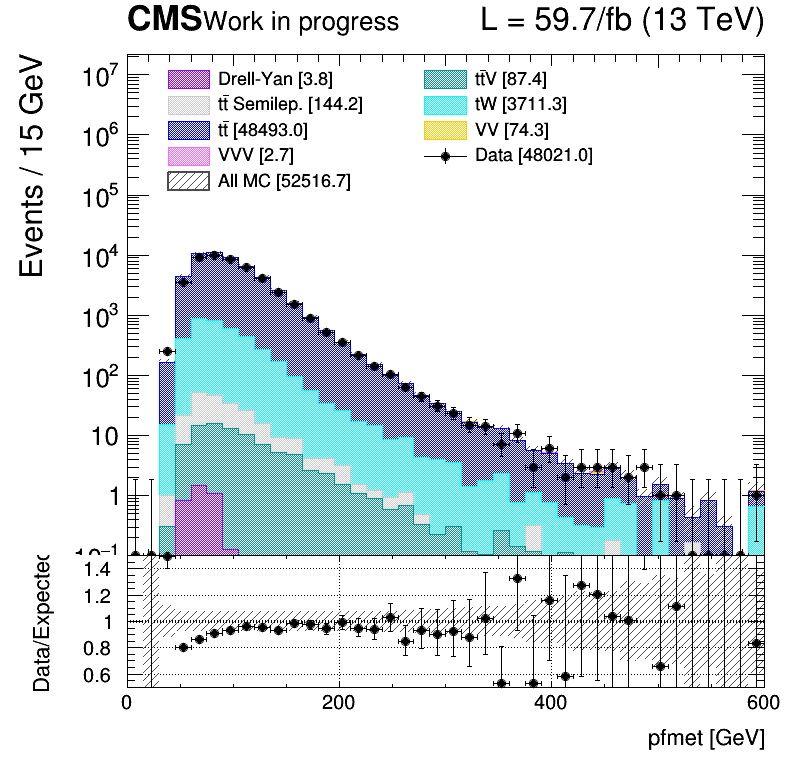 CMS Work in progress L = 59.7/fb (13 TeV)
Events / 15 GeV
10⁷
10⁶
10⁵
10⁴
10³
10²
10
1
10⁻¹
Drell-Yan [3.8]
tt̄ Semilep. [144.2]
tt̄ [48493.0]
VVV [2.7]
All MC [52516.7]
tt̄V [87.4]
tW [3711.3]
VV [74.3]
Data [48021.0]
Data/Expected
1.4
1.2
1
0.8
0.6
0 200 400 600
pfmet [GeV]